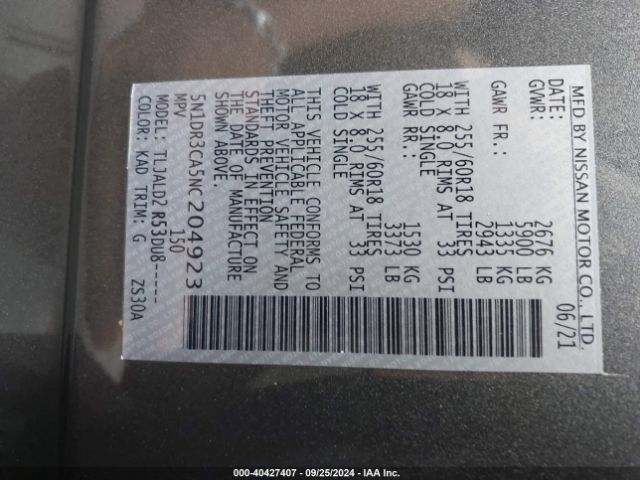 MFD BY NISSAN MOTOR CO., LTD.
DATE: 06/21
GVWR: 2676 KG
5900 LB
GAWR FR.: 1335 KG
2943 LB
WITH 255/60R18 TIRES
18 X 8.0 RIMS AT 33 PSI
COLD SINGLE
GAWR RR.: 1530 KG
3373 LB
WITH 255/60R18 TIRES
18 X 8.0 RIMS AT 33 PSI
COLD SINGLE
THIS VEHICLE CONFORMS TO
ALL APPLICABLE FEDERAL
MOTOR VEHICLE SAFETY AND
THEFT PREVENTION
STANDARDS IN EFFECT ON
THE DATE OF MANUFACTURE
SHOWN ABOVE.
5N1DR3CA5NC204923
MPV 150
MODEL: TLJALD2 R53DU8-----
COLOR: KAD TRIM: G ZS30A
000-40427407 - 09/25/2024 - IAA Inc.